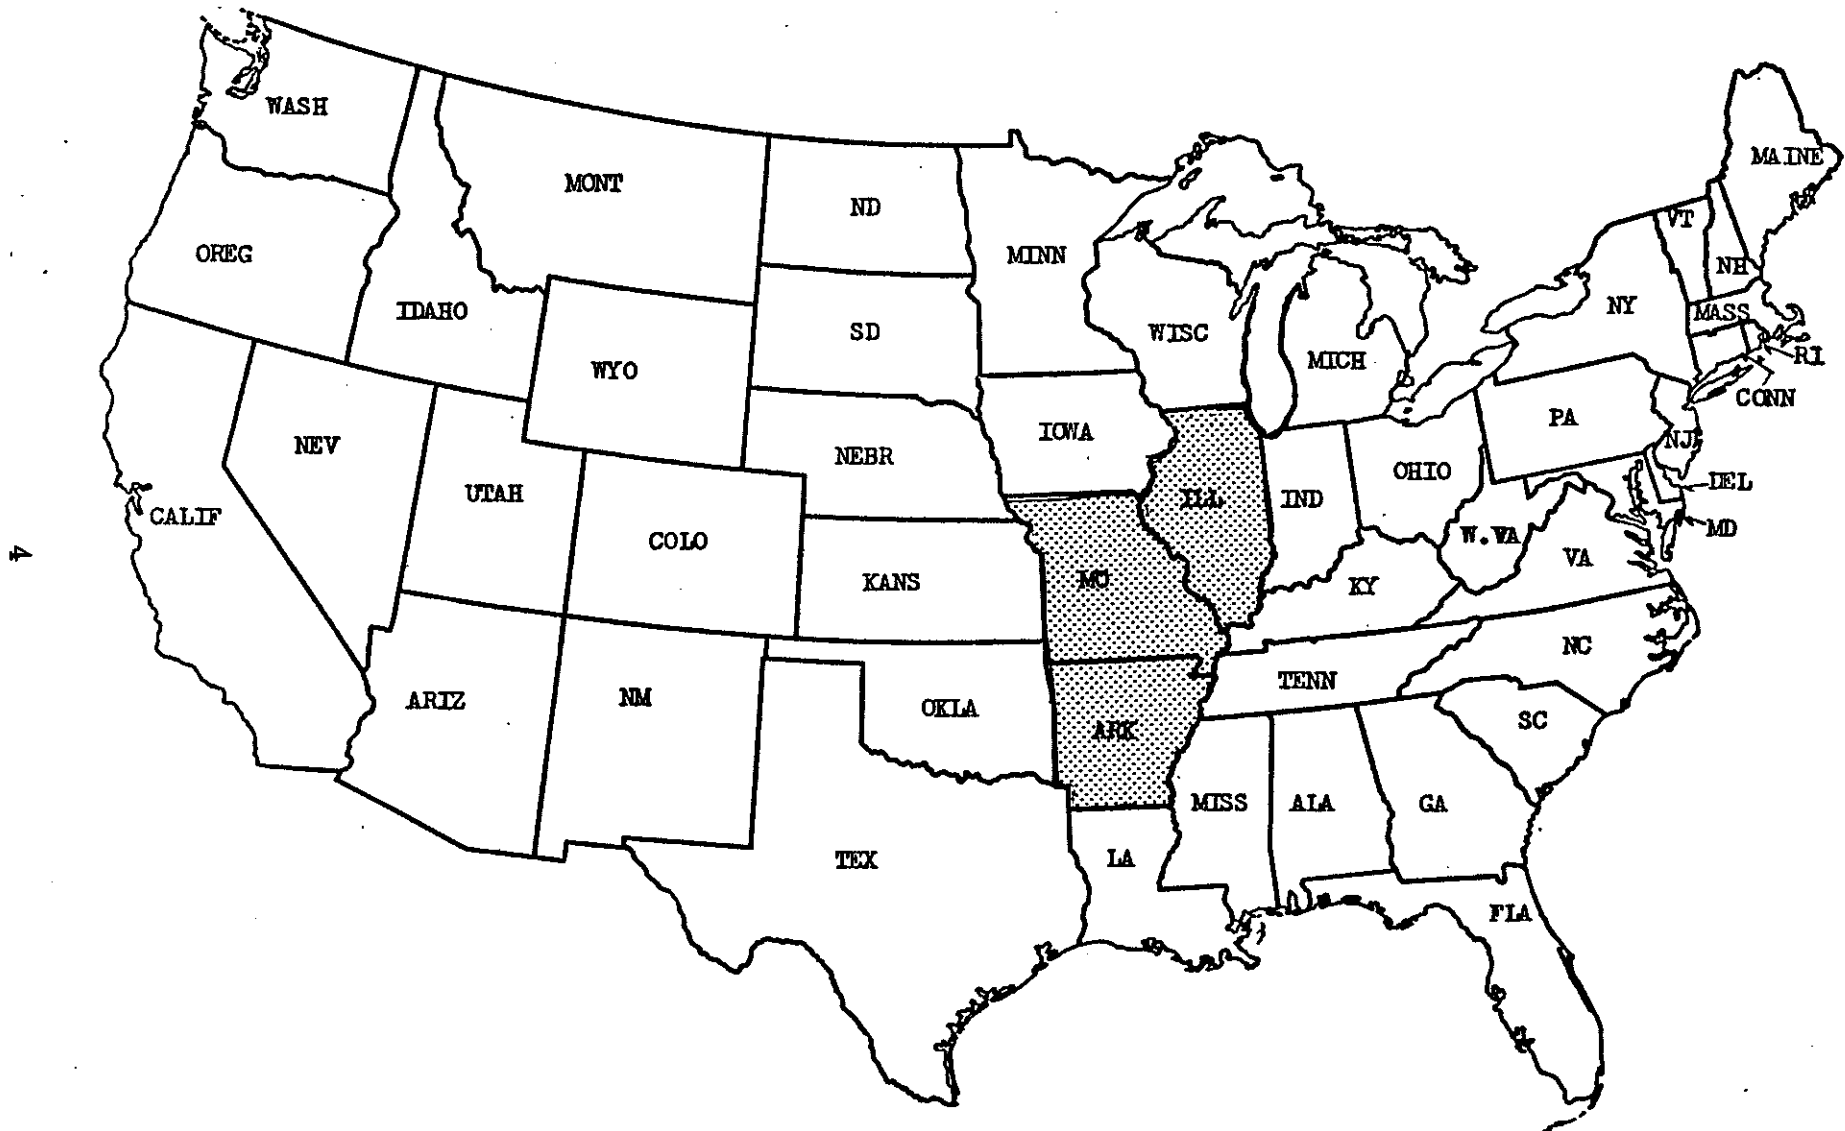 WASH
MONT
ND
MINN
MAINE
VT
NH
OREG
IDAHO
WYO
SD
WISC
MICH
NY
MASS
RI
CONN
NEV
UTAH
NEBR
IOWA
ILL
IND
OHIO
PA
NJ
DEL
MD
CALIF
COLO
KANS
MO
KY
W.VA
VA
ARIZ
NM
OKLA
ARK
TENN
NC
SC
TEX
LA
MISS
ALA
GA
FLA
4